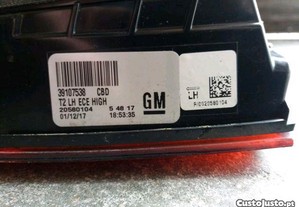 39107538 CBD
T2 LH ECE HIGH
20580104 S 48 17
01/12/17 18:53:35
GM
LH
CustoJusto.pt